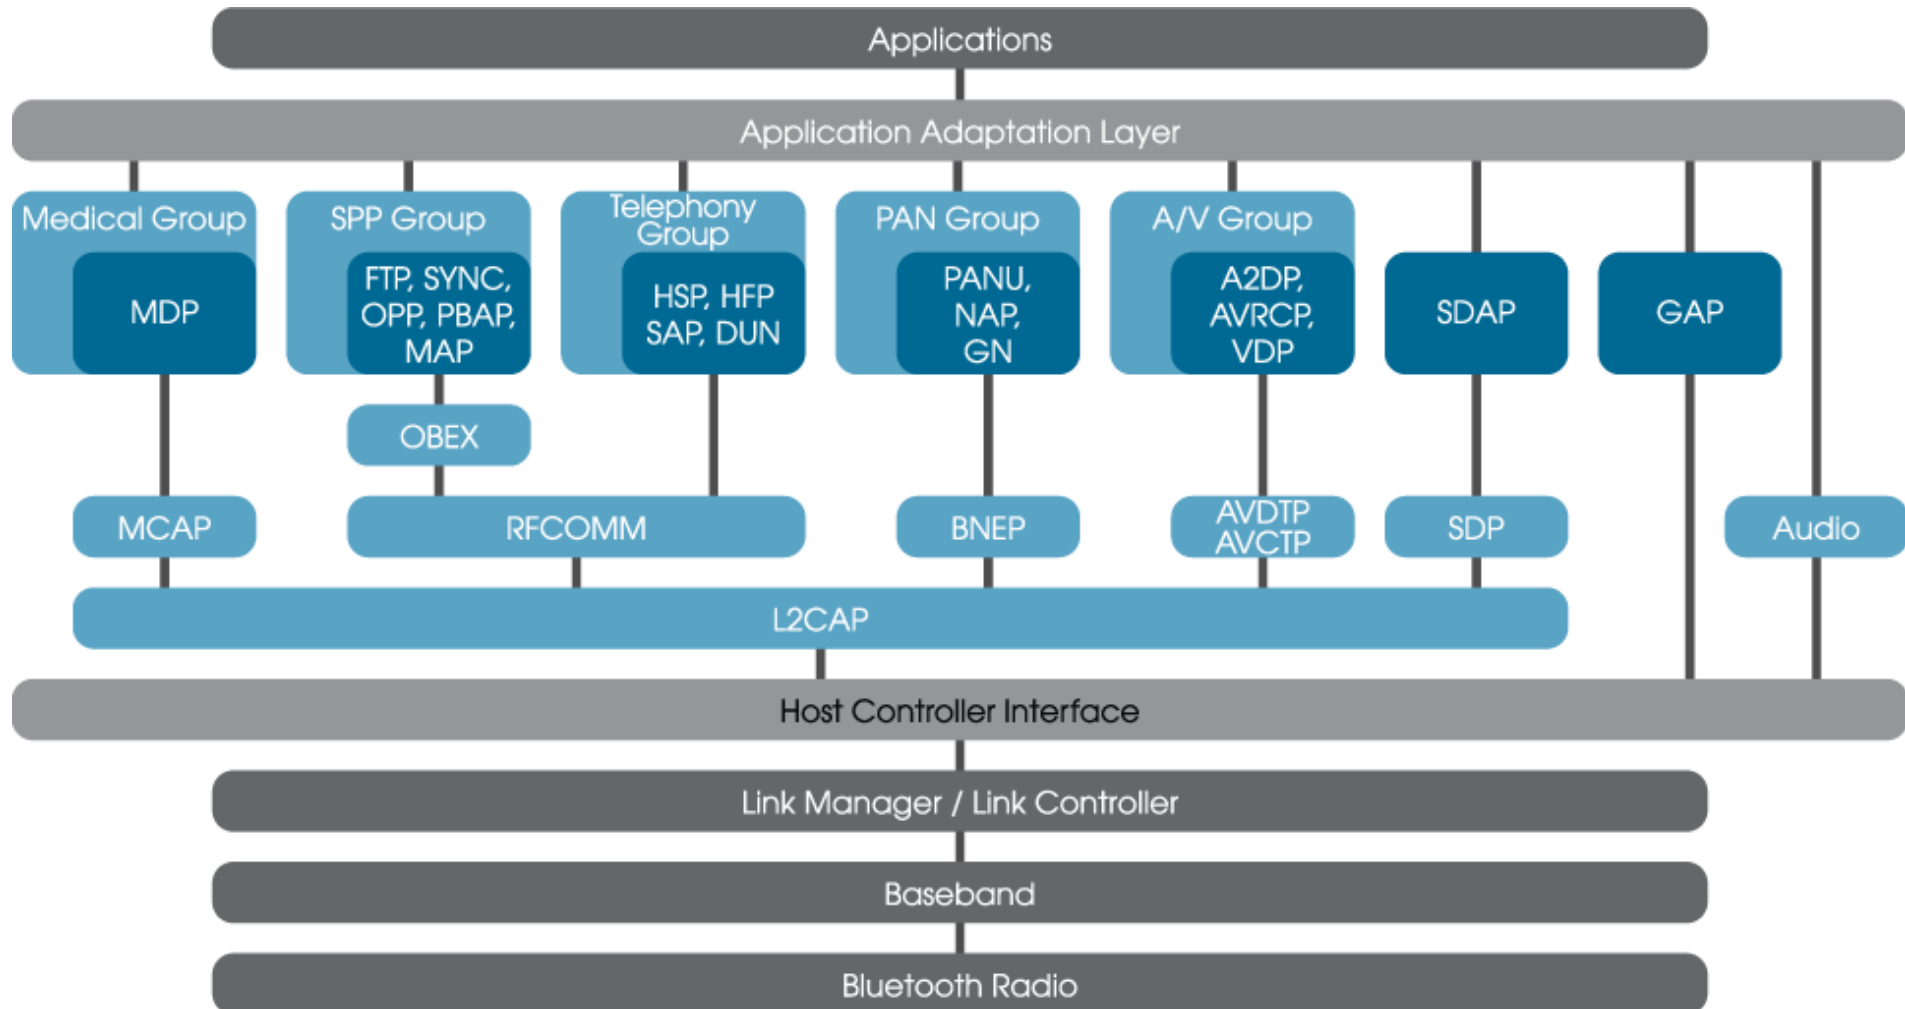 Applications
Application Adaptation Layer
Medical Group
MDP
SPP Group
FTP, SYNC,
OPP, PBAP,
MAP
Telephony
Group
HSP, HFP
SAP, DUN
PAN Group
PANU,
NAP,
GN
A/V Group
A2DP,
AVRCP,
VDP
SDAP
GAP
OBEX
MCAP
RFCOMM
BNEP
AVDTP
AVCTP
SDP
Audio
L2CAP
Host Controller Interface
Link Manager / Link Controller
Baseband
Bluetooth Radio